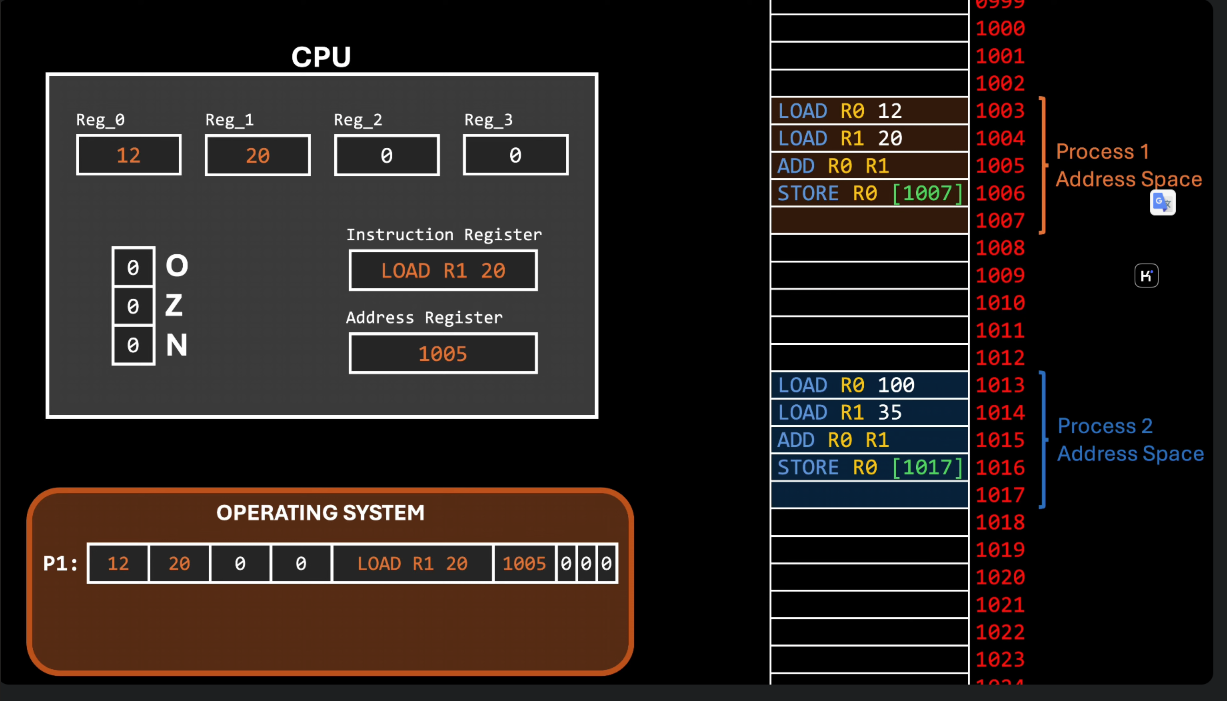 CPU
Reg_0 Reg_1 Reg_2 Reg_3
12 20 0 0
Instruction Register
LOAD R1 20
Address Register
1005
0 O
0 Z
0 N
OPERATING SYSTEM
P1: 12 20 0 0 LOAD R1 20 1005 0 0 0
0999
1000
1001
1002
LOAD R0 12 1003
LOAD R1 20 1004
ADD R0 R1 1005
STORE R0 [1007] 1006
1007
Process 1
Address Space
1008
1009
1010
1011
1012
LOAD R0 100 1013
LOAD R1 35 1014
ADD R0 R1 1015
STORE R0 [1017] 1016
1017
Process 2
Address Space
1018
1019
1020
1021
1022
1023
1024